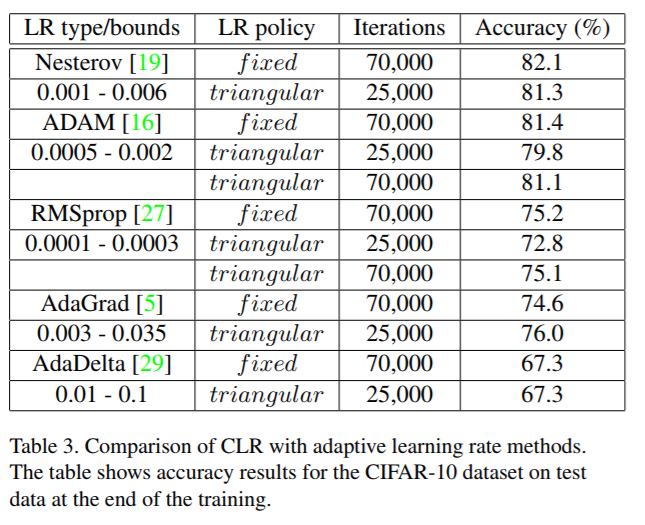 LR type/bounds LR policy Iterations Accuracy (%)
Nesterov [19] fixed 70,000 82.1
0.001 - 0.006 triangular 25,000 81.3
ADAM [16] fixed 70,000 81.4
0.0005 - 0.002 triangular 25,000 79.8
triangular 70,000 81.1
RMSprop [27] fixed 70,000 75.2
0.0001 - 0.0003 triangular 25,000 72.8
triangular 70,000 75.1
AdaGrad [5] fixed 70,000 74.6
0.003 - 0.035 triangular 25,000 76.0
AdaDelta [29] fixed 70,000 67.3
0.01 - 0.1 triangular 25,000 67.3
Table 3. Comparison of CLR with adaptive learning rate methods.
The table shows accuracy results for the CIFAR-10 dataset on test
data at the end of the training.